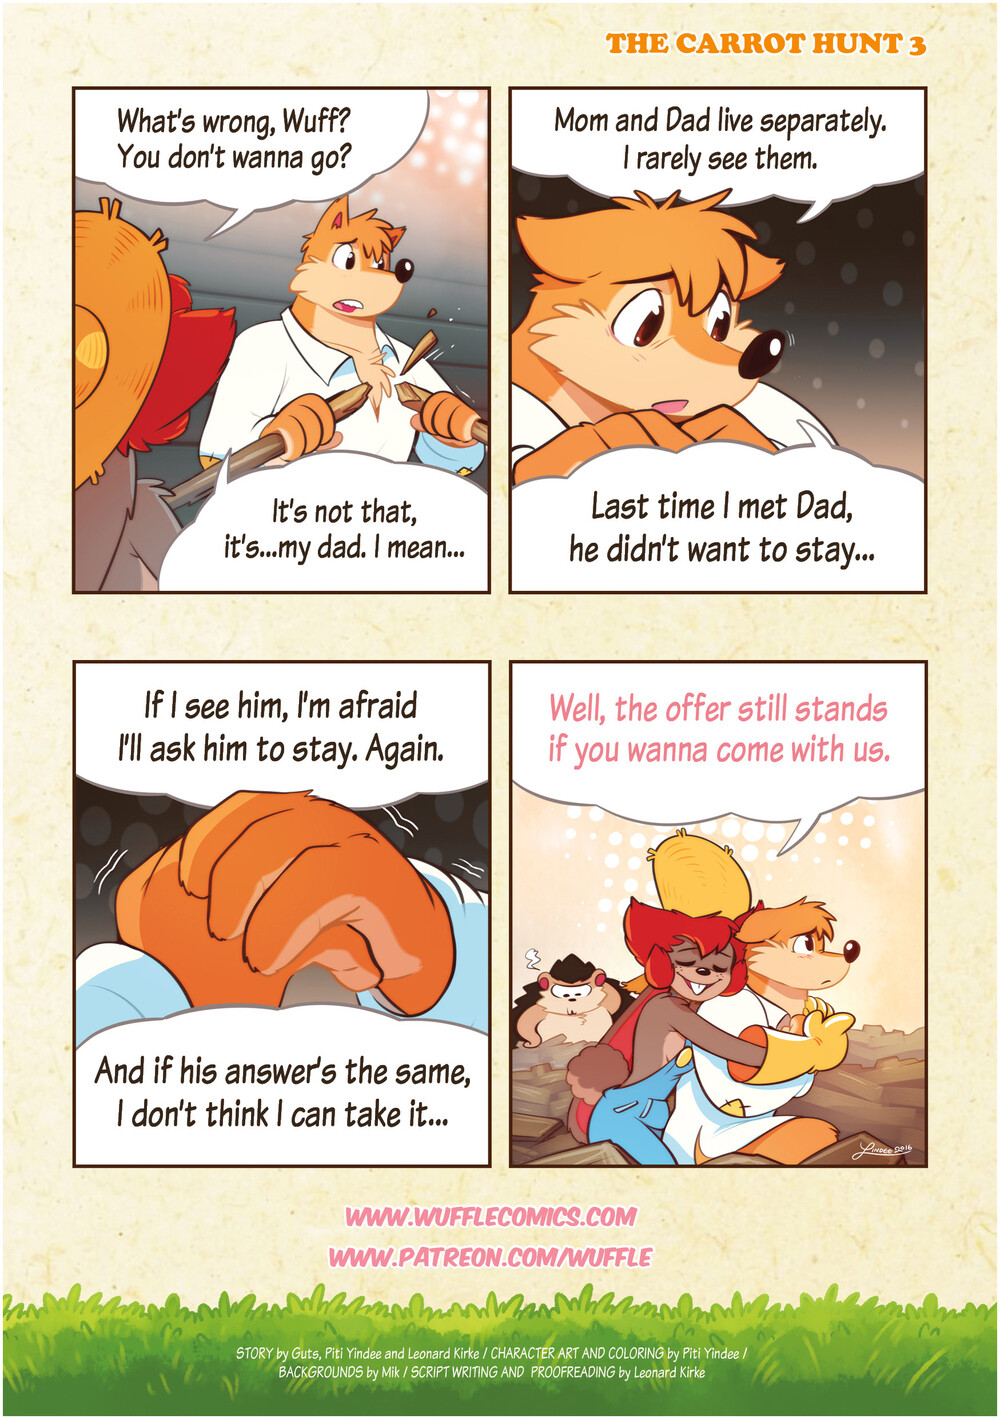 THE CARROT HUNT 3
What's wrong, Wuff?
You don't wanna go?
It's not that,
it's...my dad. I mean...
Mom and Dad live separately.
I rarely see them.
Last time I met Dad,
he didn't want to stay...
If I see him, I'm afraid
I'll ask him to stay. Again.
And if his answer's the same,
I don't think I can take it...
Well, the offer still stands
if you wanna come with us.
YINDEE 2016
WWW.WUFFLECOMICS.COM
WWW.PATREON.COM/WUFFLE
STORY by Guts, Piti Yindee and Leonard Kirke / CHARACTER ART AND COLORING by Piti Yindee /
BACKGROUNDS by Mik / SCRIPT WRITING AND PROOFREADING by Leonard Kirke